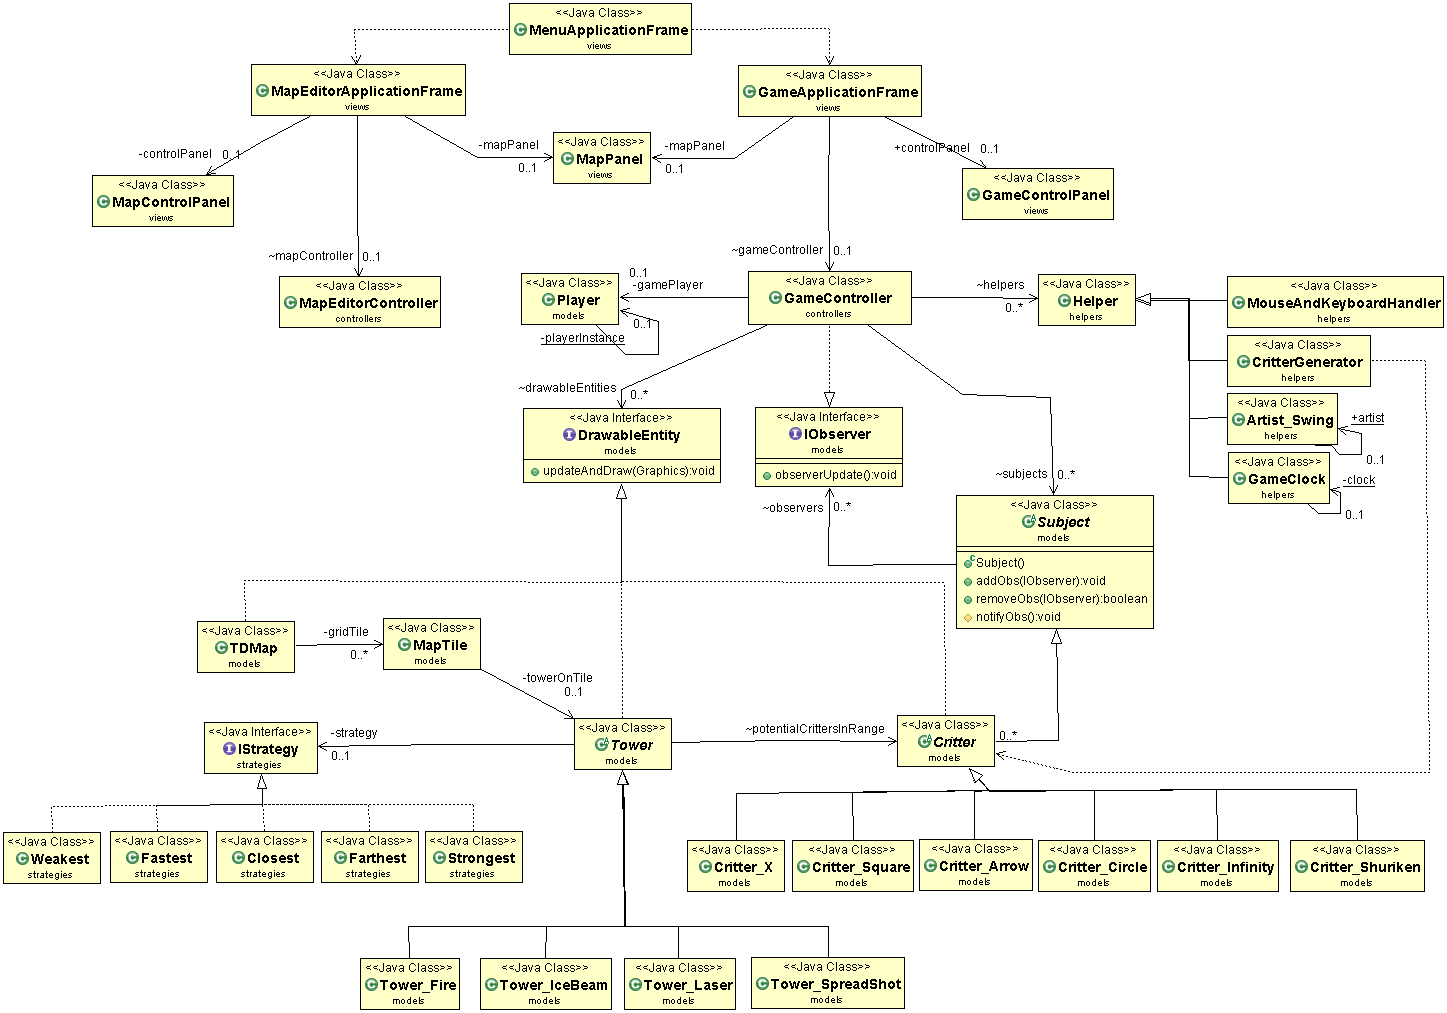 <<Java Class>>
MenuApplicationFrame
views
<<Java Class>>
MapEditorApplicationFrame
views
<<Java Class>>
GameApplicationFrame
views
-controlPanel
0..1
-mapPanel
0..1
<<Java Class>>
MapPanel
views
-mapPanel
0..1
+controlPanel
0..1
<<Java Class>>
MapControlPanel
views
<<Java Class>>
GameControlPanel
views
~mapController
0..1
~gameController
0..1
<<Java Class>>
MapEditorController
controllers
<<Java Class>>
Player
models
0..1
-gamePlayer
0..1
-playerInstance
<<Java Class>>
GameController
controllers
~helpers
0..*
<<Java Class>>
Helper
helpers
<<Java Class>>
MouseAndKeyboardHandler
helpers
<<Java Class>>
CritterGenerator
helpers
<<Java Class>>
Artist_Swing
helpers
+artist
0..1
<<Java Class>>
GameClock
helpers
-clock
0..1
~drawableEntities
0..*
<<Java Interface>>
DrawableEntity
models
updateAndDraw(Graphics):void
<<Java Interface>>
IObserver
models
observerUpdate():void
~subjects
0..*
~observers
0..*
<<Java Class>>
Subject
models
Subject()
addObs(IObserver):void
removeObs(IObserver):boolean
notifyObs():void
<<Java Class>>
TDMap
models
-gridTile
0..*
<<Java Class>>
MapTile
models
-towerOnTile
0..1
<<Java Interface>>
IStrategy
strategies
-strategy
0..1
<<Java Class>>
Tower
models
~potentialCrittersInRange
0..*
<<Java Class>>
Critter
models
<<Java Class>>
Weakest
strategies
<<Java Class>>
Fastest
strategies
<<Java Class>>
Closest
strategies
<<Java Class>>
Farthest
strategies
<<Java Class>>
Strongest
strategies
<<Java Class>>
Critter_X
models
<<Java Class>>
Critter_Square
models
<<Java Class>>
Critter_Arrow
models
<<Java Class>>
Critter_Circle
models
<<Java Class>>
Critter_Infinity
models
<<Java Class>>
Critter_Shuriken
models
<<Java Class>>
Tower_Fire
models
<<Java Class>>
Tower_IceBeam
models
<<Java Class>>
Tower_Laser
models
<<Java Class>>
Tower_SpreadShot
models